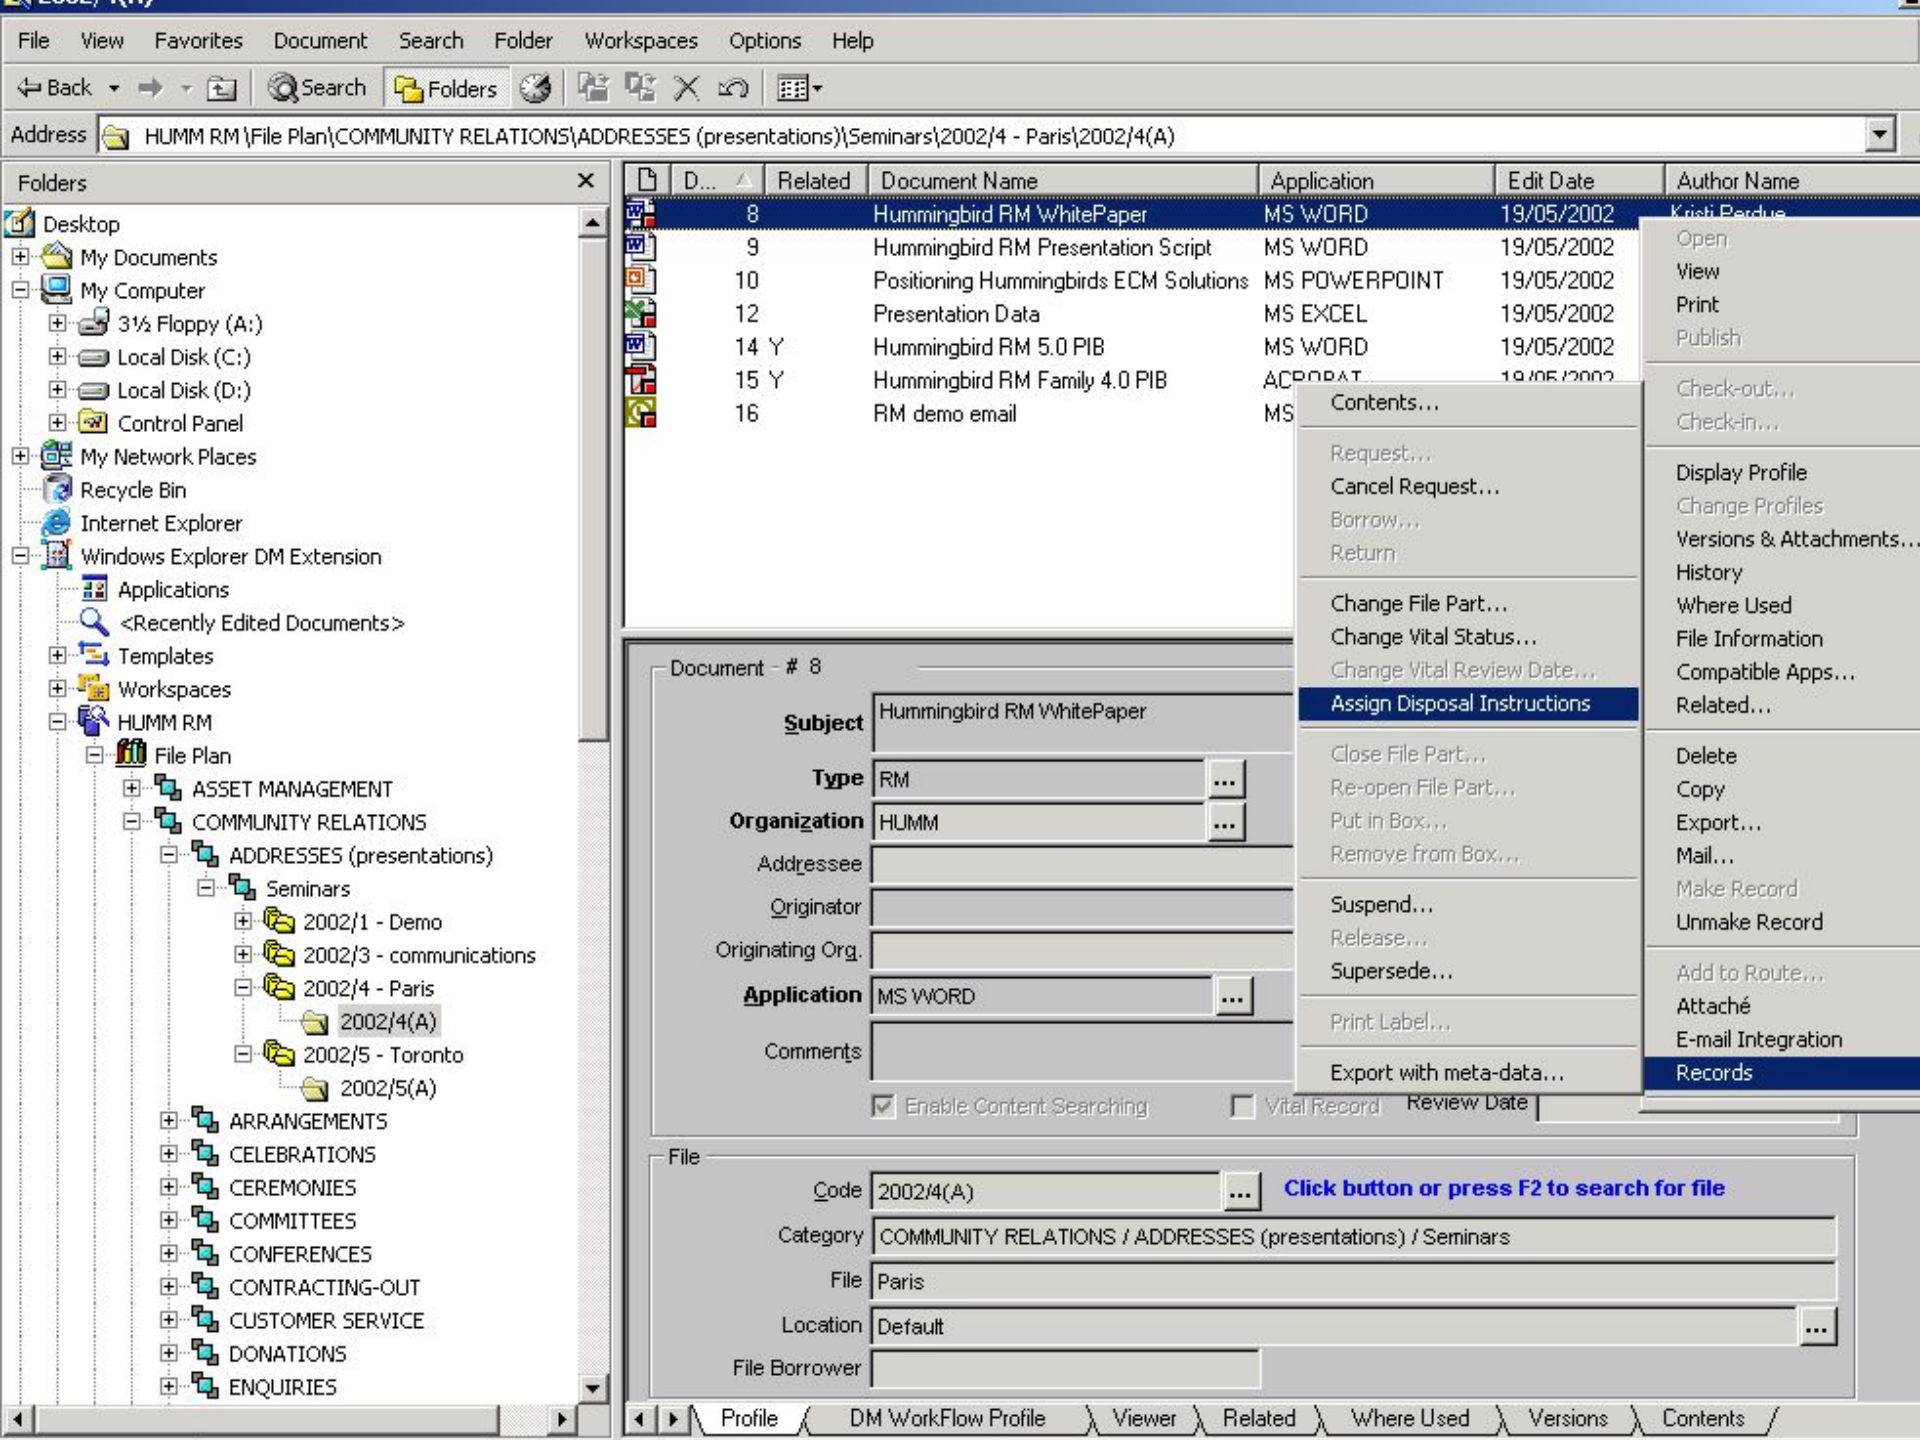 File View Favorites Document Search Folder Workspaces Options Help
Back Search Folders
Address HUMM RM\File Plan\COMMUNITY RELATIONS\ADDRESSES (presentations)\Seminars\2002/4 - Paris\2002/4(A)
Folders
Desktop
My Documents
My Computer
3½ Floppy (A:)
Local Disk (C:)
Local Disk (D:)
Control Panel
My Network Places
Recycle Bin
Internet Explorer
Windows Explorer DM Extension
Applications
<Recently Edited Documents>
Templates
Workspaces
HUMM RM
File Plan
ASSET MANAGEMENT
COMMUNITY RELATIONS
ADDRESSES (presentations)
Seminars
2002/1 - Demo
2002/3 - communications
2002/4 - Paris
2002/4(A)
2002/5 - Toronto
2002/5(A)
ARRANGEMENTS
CELEBRATIONS
CEREMONIES
COMMITTEES
CONFERENCES
CONTRACTING-OUT
CUSTOMER SERVICE
DONATIONS
ENQUIRIES
D... Related Document Name Application Edit Date Author Name
8 Hummingbird RM WhitePaper MS WORD 19/05/2002 Kristi Perdue
9 Hummingbird RM Presentation Script MS WORD 19/05/2002
10 Positioning Hummingbirds ECM Solutions MS POWERPOINT 19/05/2002
12 Presentation Data MS EXCEL 19/05/2002
14 Y Hummingbird RM 5.0 PIB MS WORD 19/05/2002
15 Y Hummingbird RM Family 4.0 PIB ACROBAT 19/05/2002
16 RM demo email MS
Contents...
Request...
Cancel Request...
Borrow...
Return
Change File Part...
Change Vital Status...
Change Vital Review Date...
Assign Disposal Instructions
Close File Part...
Re-open File Part...
Put in Box...
Remove from Box...
Suspend...
Release...
Supersede...
Print Label...
Export with meta-data...
Open
View
Print
Publish
Check-out...
Check-in...
Display Profile
Change Profiles
Versions & Attachments...
History
Where Used
File Information
Compatible Apps...
Related...
Delete
Copy
Export...
Mail...
Make Record
Unmake Record
Add to Route...
Attaché
E-mail Integration
Records
Document - # 8
Subject Hummingbird RM WhitePaper
Type RM ...
Organization HUMM ...
Addressee
Originator
Originating Org.
Application MS WORD ...
Comments
Enable Content Searching Vital Record Review Date
File
Code 2002/4(A) ... Click button or press F2 to search for file
Category COMMUNITY RELATIONS / ADDRESSES (presentations) / Seminars
File Paris
Location Default ...
File Borrower
Profile DM WorkFlow Profile Viewer Related Where Used Versions Contents